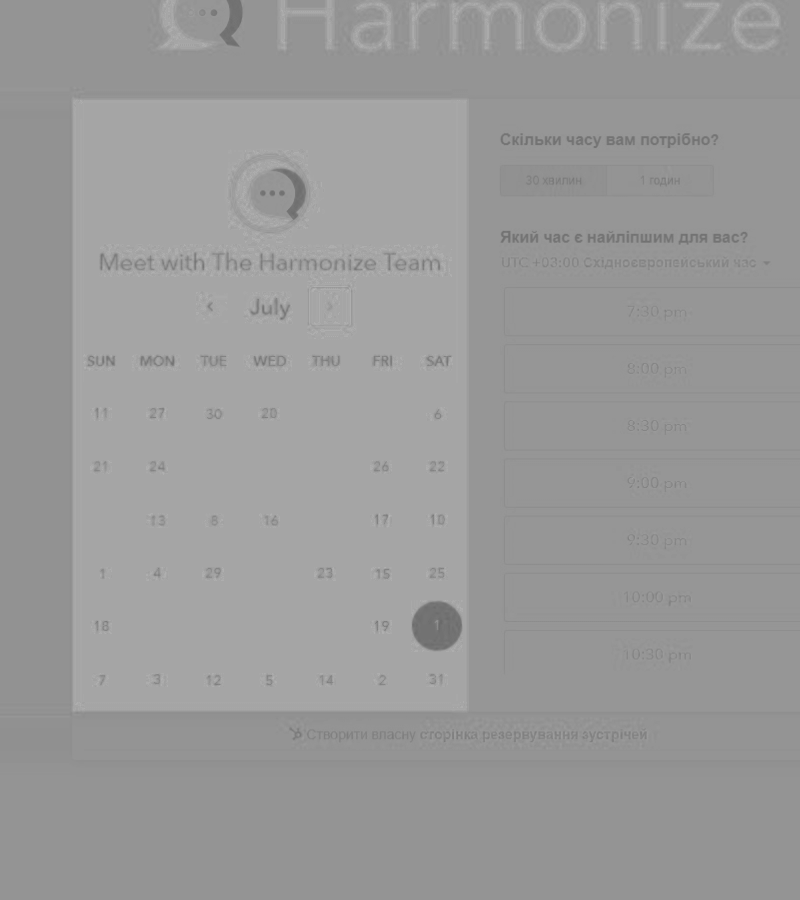 Harmonize
Meet with The Harmonize Team
‹ July ›
SUN MON TUE WED THU FRI SAT
11 27 30 20 6
21 24 26 22
13 8 16 17 10
1 4 29 23 15 25
18 19 1
7 3 12 5 14 2 31
Скільки часу вам потрібно?
30 хвилин 1 годин
Який час є найліпшим для вас?
UTC +03:00 Східноєвропейський час
7:30 pm
8:00 pm
8:30 pm
9:00 pm
9:30 pm
10:00 pm
10:30 pm
Створити власну сторінка резервування зустрічей